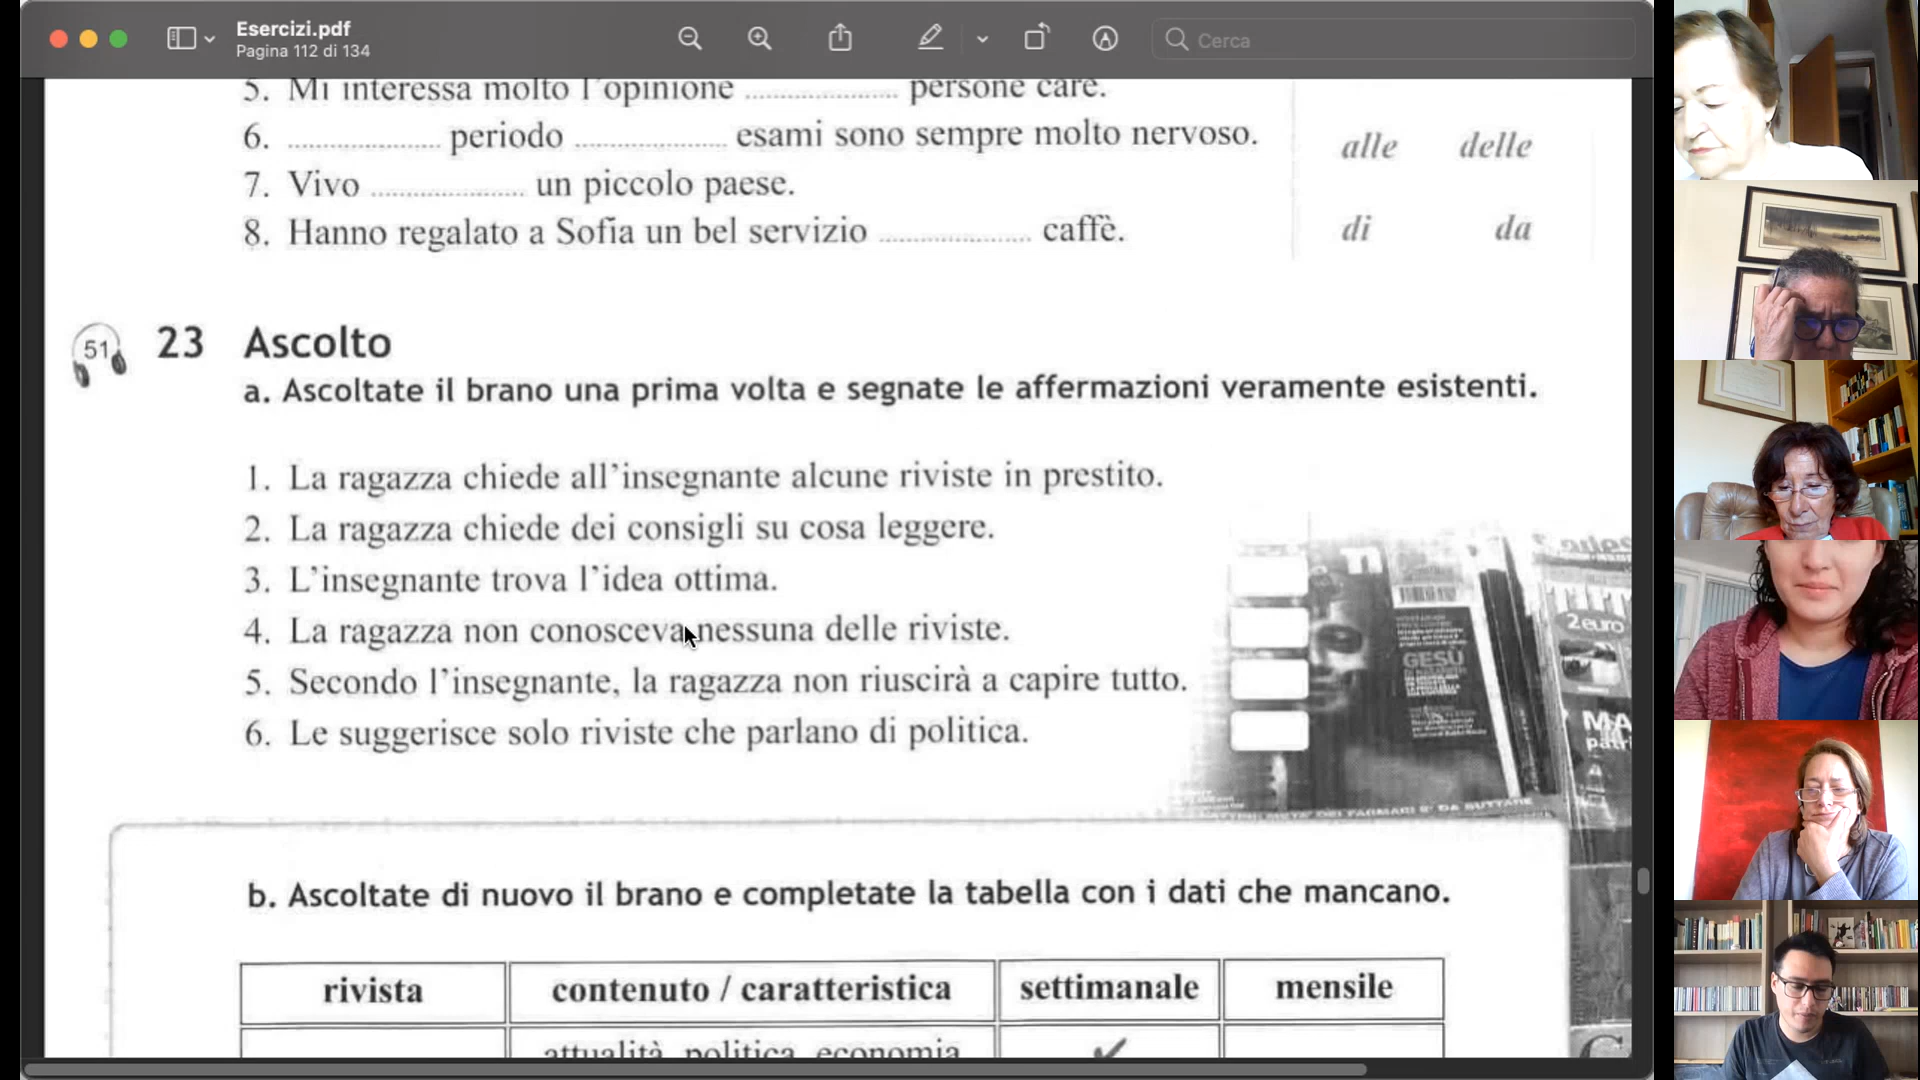 Esercizi.pdf
Pagina 112 di 134
Cerca
5. Mi interessa molto l'opinione .................... persone care.
6. .................... periodo .................... esami sono sempre molto nervoso.
7. Vivo .................... un piccolo paese.
8. Hanno regalato a Sofia un bel servizio .................... caffè.
alle delle
di da
51
23 Ascolto
a. Ascoltate il brano una prima volta e segnate le affermazioni veramente esistenti.
1. La ragazza chiede all'insegnante alcune riviste in prestito.
2. La ragazza chiede dei consigli su cosa leggere.
3. L'insegnante trova l'idea ottima.
4. La ragazza non conosceva nessuna delle riviste.
5. Secondo l'insegnante, la ragazza non riuscirà a capire tutto.
6. Le suggerisce solo riviste che parlano di politica.
GESÙ
2 euro
MA
b. Ascoltate di nuovo il brano e completate la tabella con i dati che mancano.
rivista contenuto / caratteristica settimanale mensile
attualità, politica, economia ✓